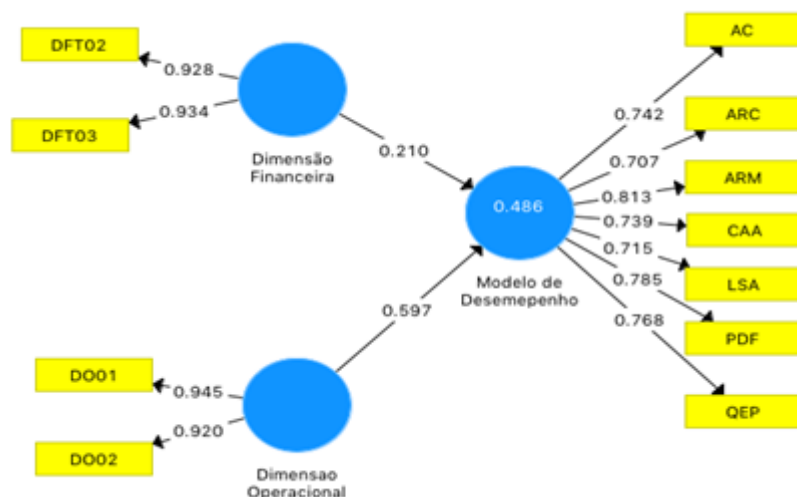 DFT02
0.928
DFT03
0.934
Dimensão
Financeira
0.210
0.486
Modelo de
Desemepenho
0.597
DO01
0.945
DO02
0.920
Dimensao
Operacional
AC
0.742
ARC
0.707
ARM
0.813
CAA
0.739
LSA
0.715
PDF
0.785
QEP
0.768